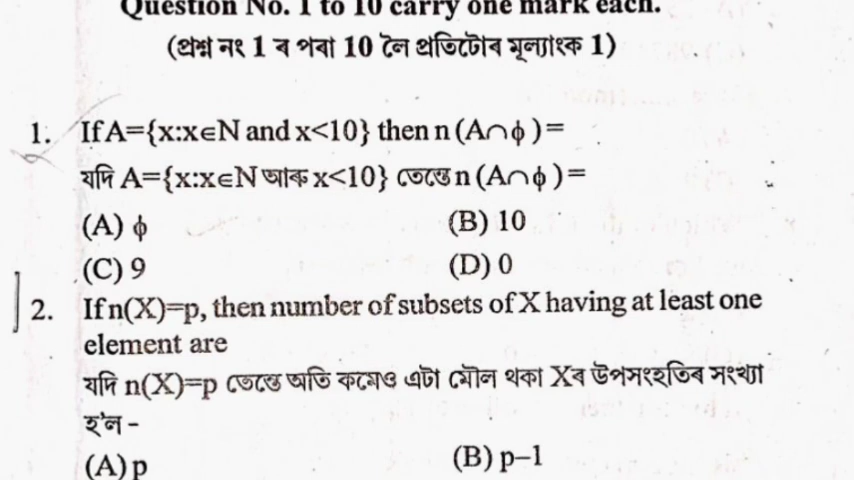 Question No. 1 to 10 carry one mark each.
(প্ৰশ্ন নং 1 ৰ পৰা 10 লৈ প্ৰতিটোৰ মূল্যাংক 1)
1. If A={x:x∈N and x<10} then n (A∩ϕ)=
যদি A={x:x∈N আৰু x<10} তেন্তে n (A∩ϕ)=
(A) ϕ (B) 10
(C) 9 (D) 0
2. If n(X)=p, then number of subsets of X having at least one
element are
যদি n(X)=p তেন্তে অতি কমেও এটা মৌল থকা Xৰ উপসংহতিৰ সংখ্যা
হ'ল -
(A) p (B) p–1